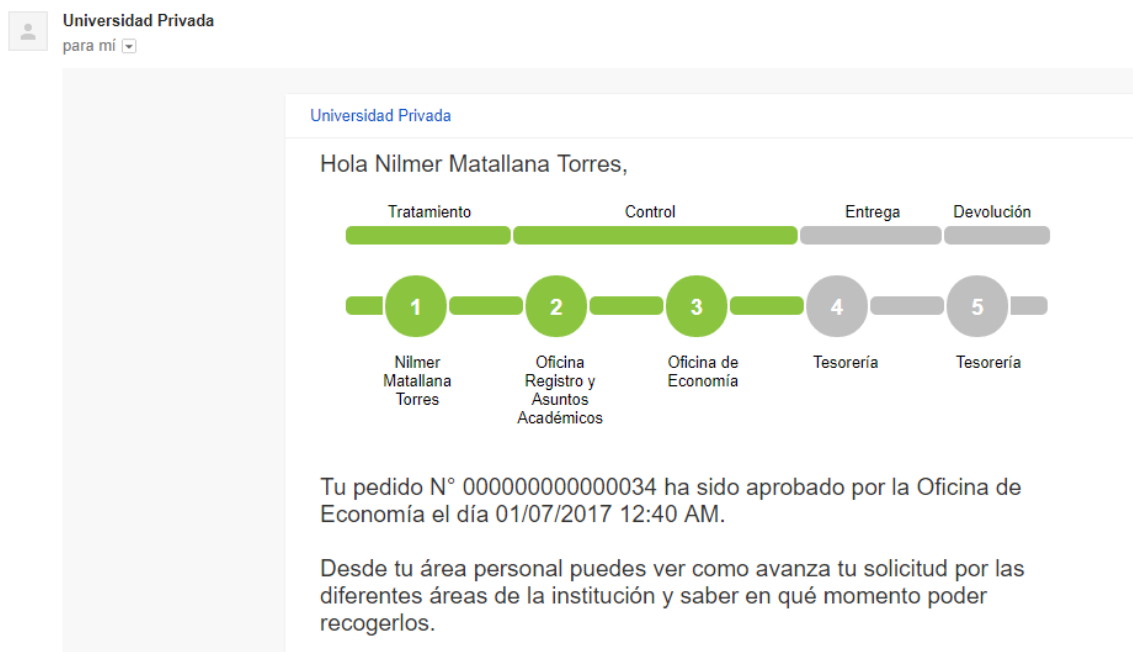 Universidad Privada
para mí
Universidad Privada
Hola Nilmer Matallana Torres,
Tratamiento Control Entrega Devolución
1 2 3 4 5
Nilmer
Matallana
Torres
Oficina
Registro y
Asuntos
Académicos
Oficina de
Economía
Tesorería
Tesorería
Tu pedido N° 000000000000034 ha sido aprobado por la Oficina de
Economía el día 01/07/2017 12:40 AM.
Desde tu área personal puedes ver como avanza tu solicitud por las
diferentes áreas de la institución y saber en qué momento poder
recogerlos.